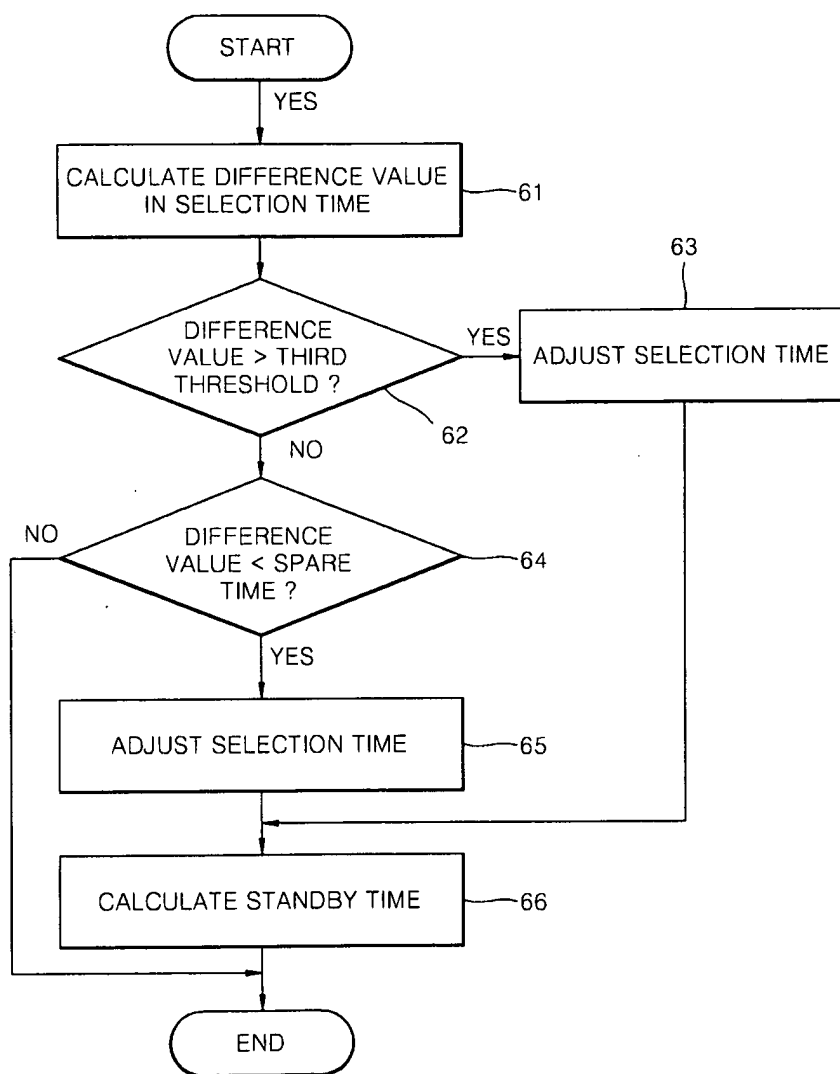 START
YES
CALCULATE DIFFERENCE VALUE
IN SELECTION TIME
61
63
DIFFERENCE
VALUE > THIRD
THRESHOLD ?
YES
ADJUST SELECTION TIME
62
NO
NO
DIFFERENCE
VALUE < SPARE
TIME ?
64
YES
ADJUST SELECTION TIME
65
CALCULATE STANDBY TIME
66
END